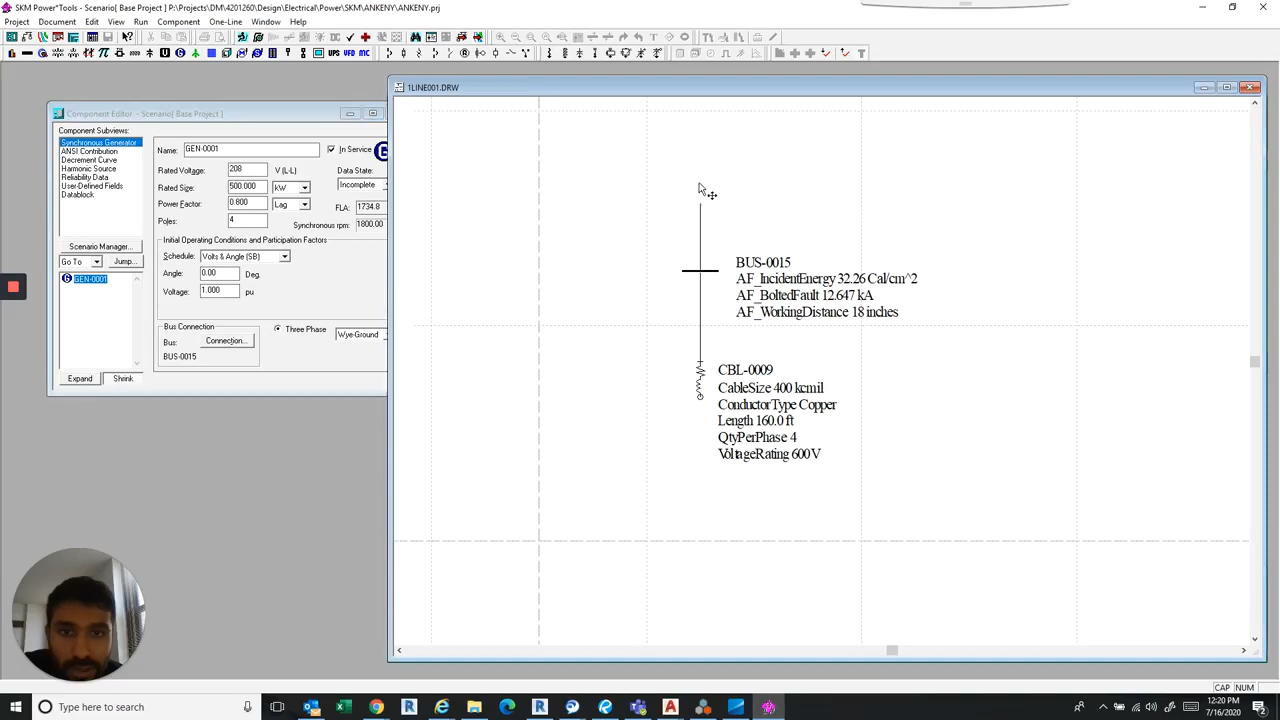 SKM Power*Tools - Scenario[ Base Project ] P:\Projects\DM\4201260\Design\Electrical\Power\SKM\ANKENY\ANKENY.prj
Project Document Edit View Run Component One-Line Window Help
UPS VFD MC
Component Editor - Scenario[ Base Project ]
Component Subviews:
Synchronous Generator
ANSI Contribution
Decrement Curve
Harmonic Source
Reliability Data
User-Defined Fields
Datablock
Scenario Manager...
Go To Jump...
GEN-0001
Expand Shrink
Name: GEN-0001 In Service
Rated Voltage: 208 V (L-L) Data State:
Rated Size: 500.000 kW Incomplete
Power Factor: 0.800 Lag FLA: 1734.8
Poles: 4 Synchronous rpm: 1800.00
Initial Operating Conditions and Participation Factors
Schedule: Volts & Angle (SB)
Angle: 0.00 Deg.
Voltage: 1.000 pu
Bus Connection
Bus: Connection...
BUS-0015
Three Phase Wye-Ground
1LINE001.DRW
BUS-0015
AF_IncidentEnergy 32.26 Cal/cm^2
AF_BoltedFault 12.647 kA
AF_WorkingDistance 18 inches
CBL-0009
CableSize 400 kcmil
ConductorType Copper
Length 160.0 ft
QtyPerPhase 4
VoltageRating 600 V
CAP NUM
Type here to search
12:20 PM
7/16/2020